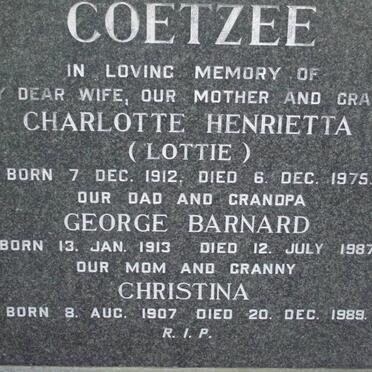 COETZEE
IN LOVING MEMORY OF
DEAR WIFE, OUR MOTHER AND
CHARLOTTE HENRIETTA
(LOTTIE)
BORN 7 DEC. 1912. DIED 6. DEC. 1975.
OUR DAD AND GRANDPA
GEORGE BARNARD
BORN 13. JAN. 1913 DIED 12. JULY 1987
OUR MOM AND GRANNY
CHRISTINA
BORN 8. AUG. 1907 DIED 20. DEC. 1989.
R.I.P.